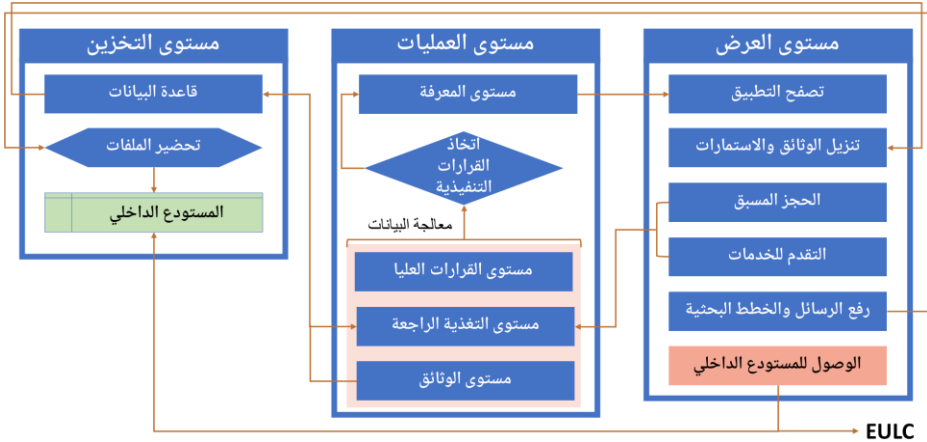 مستوى العرض
تصفح التطبيق
تنزيل الوثائق والاستمارات
الحجز المسبق
التقدم للخدمات
رفع الرسائل والخطط البحثية
الوصول للمستودع الداخلي
EULC
مستوى العمليات
مستوى المعرفة
اتخاذ
القرارات
التنفيذية
معالجة البيانات
مستوى القرارات العليا
مستوى التغذية الراجعة
مستوى الوثائق
مستوى التخزين
قاعدة البيانات
تحضير الملفات
المستودع الداخلي